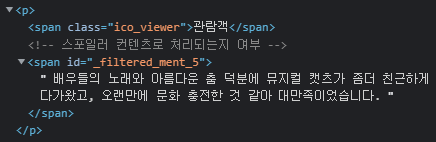 ▼<p>
<span class="ico_viewer">관람객</span>
<!-- 스포일러 컨텐츠로 처리되는지 여부 -->
▼<span id="_filtered_ment_5">
" 배우들의 노래와 아름다운 춤 덕분에 뮤지컬 캣츠가 좀더 친근하게
다가왔고, 오랜만에 문화 충전한 것 같아 대만족이었습니다. "
</span>
</p>